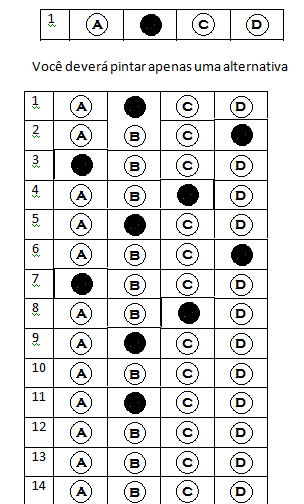 1 A C D
Você deverá pintar apenas uma alternativa
1 A C D
2 A B C
3 B C D
4 A B D
5 A C D
6 A B C
7 B C D
8 A B D
9 A C D
10 A B C D
11 A C D
12 A B C D
13 A B C D
14 A B C D